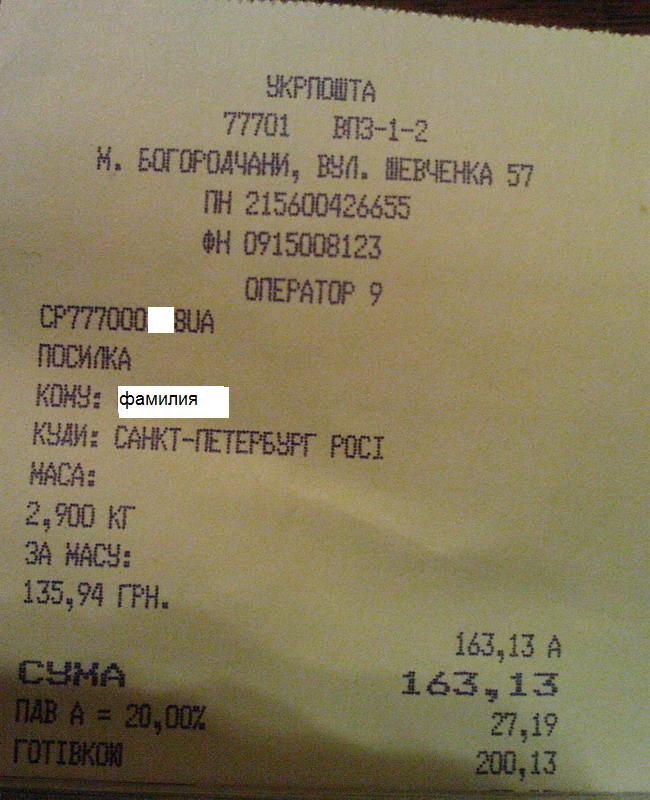 УКРПОШТА
77701 ВПЗ-1-2
М. БОГОРОДЧАНИ, ВУЛ. ШЕВЧЕНКА 57
ПН 215600426655
ФН 0915008123
ОПЕРАТОР 9
CP777000 8UA
ПОСИЛКА
КОМУ: фамилия
КУДИ: САНКТ-ПЕТЕРБУРГ РОСІ
МАСА:
2,900 КГ
ЗА МАСУ:
135,94 ГРН.
163,13 А
СУМА 163,13
ПДВ А = 20,00% 27,19
ГОТІВКОЮ 200,13